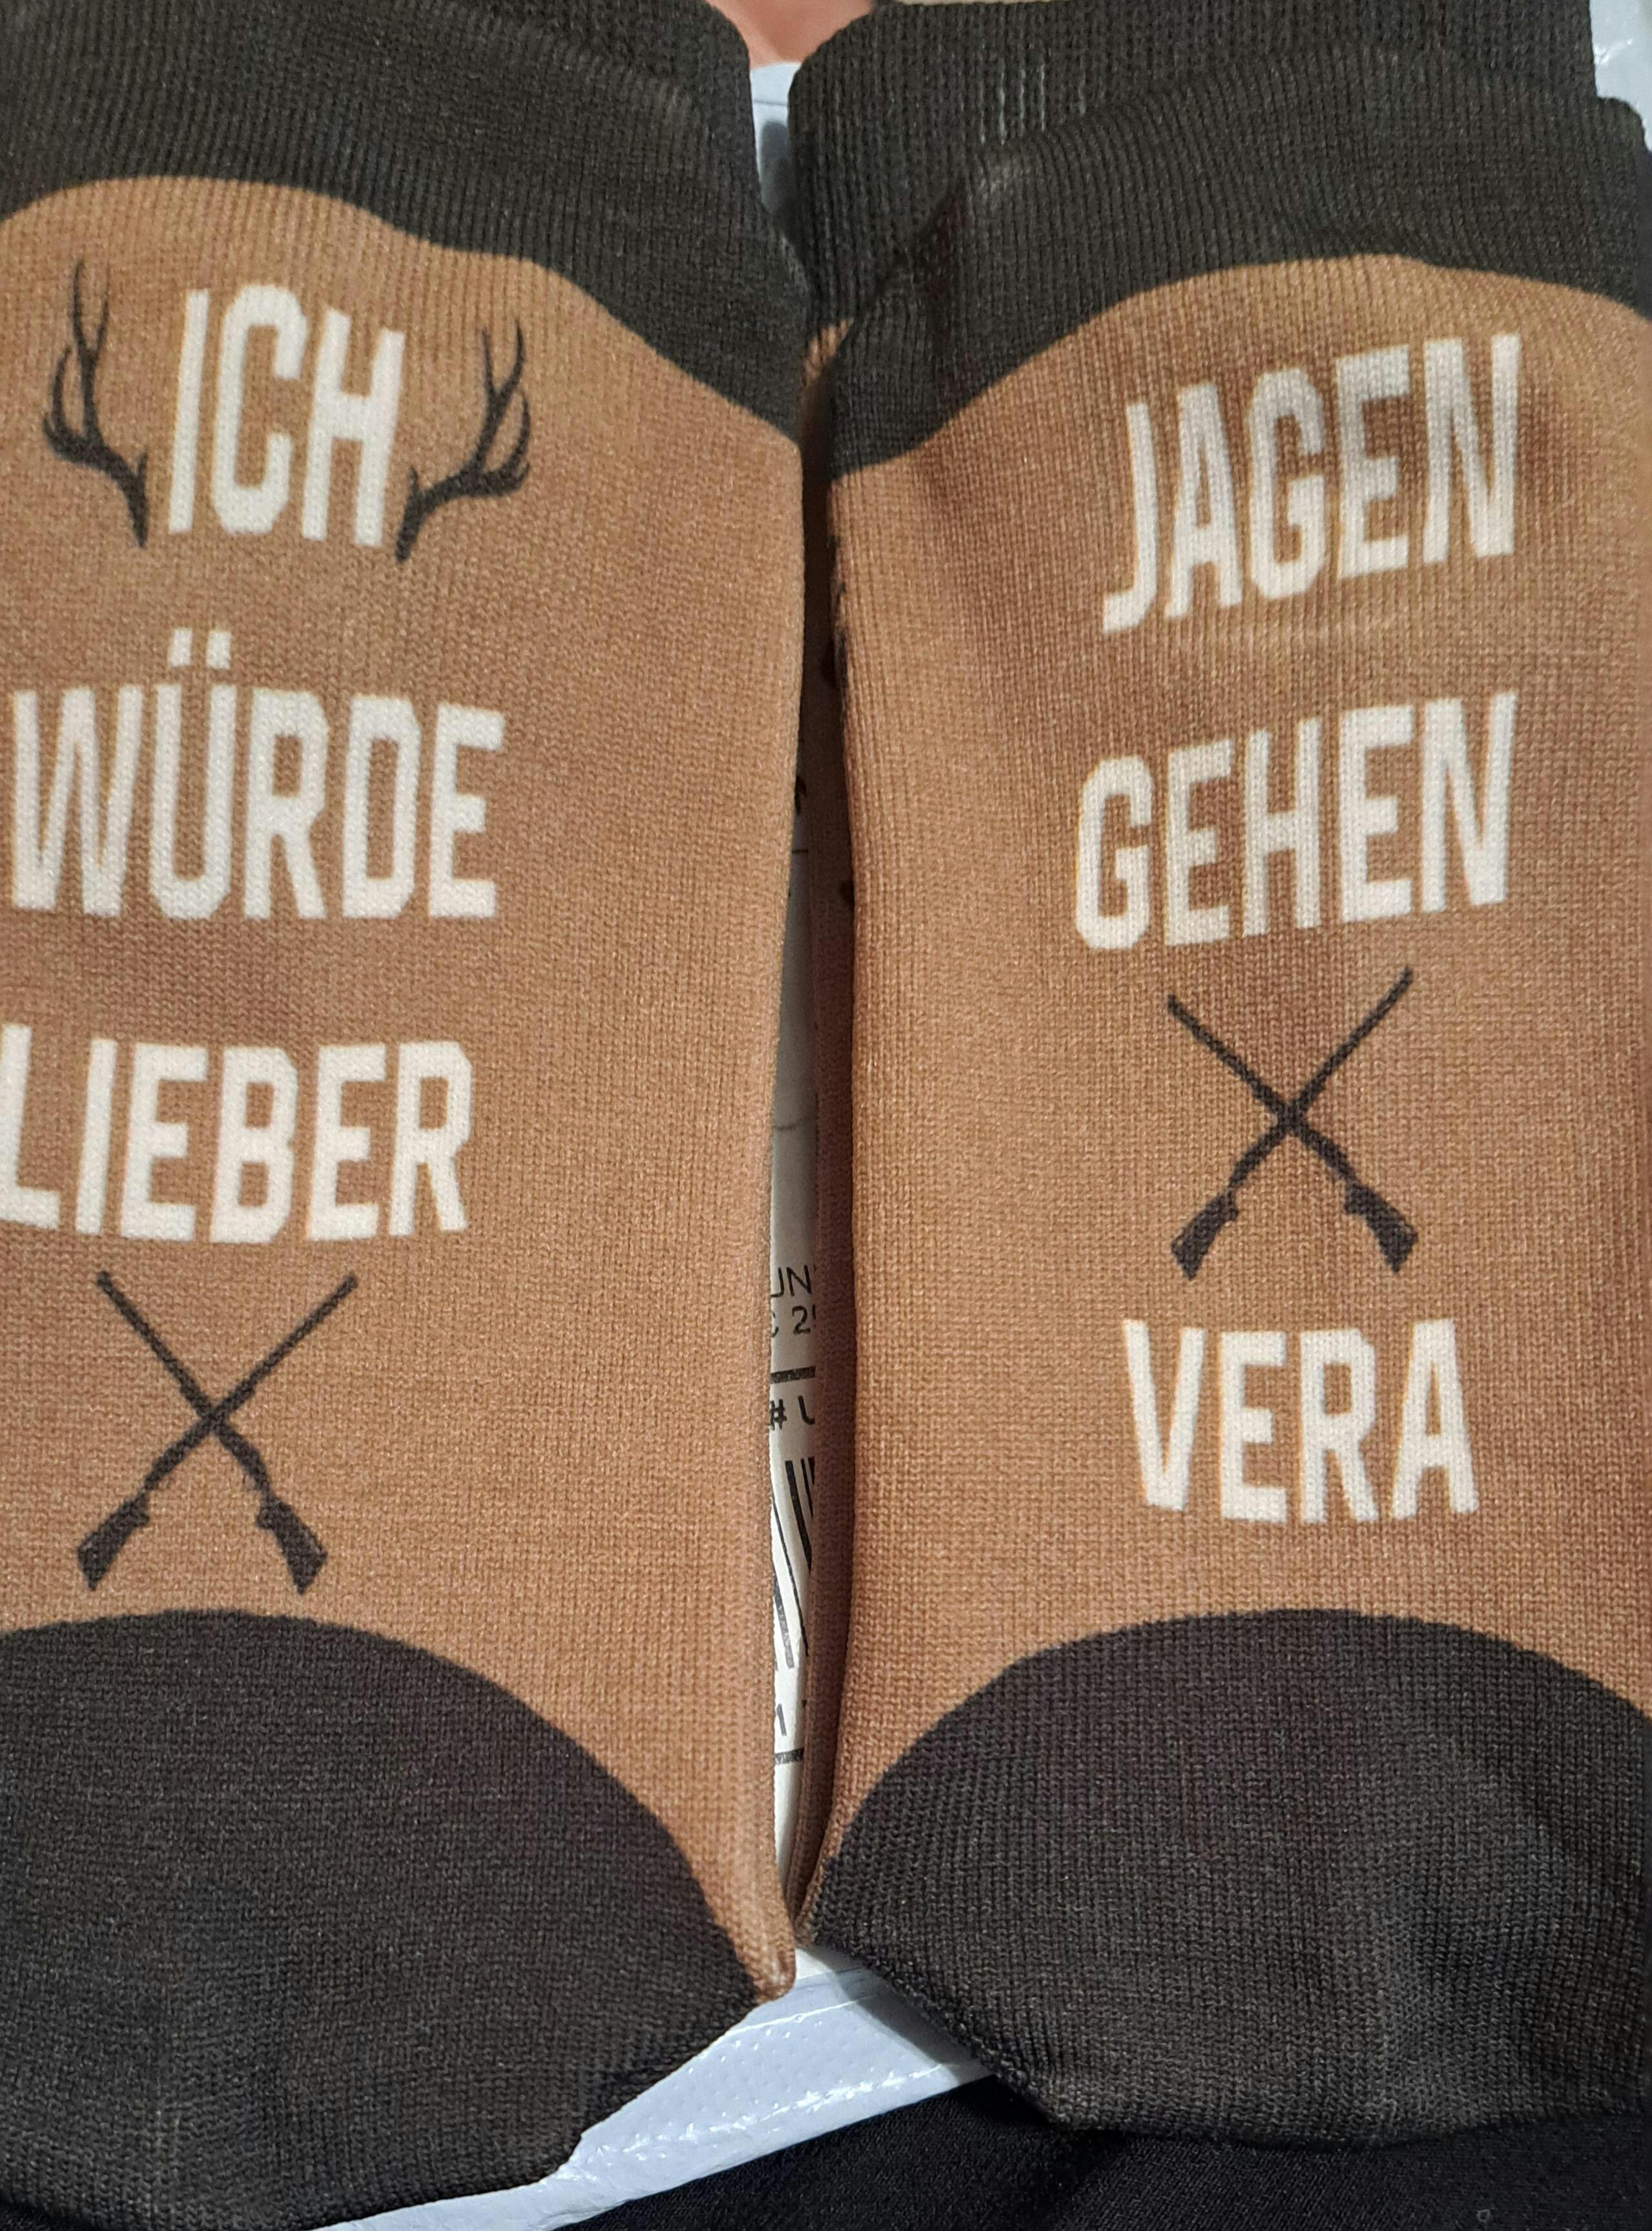 ICH
WÜRDE
LIEBER
JAGEN
GEHEN
VERA